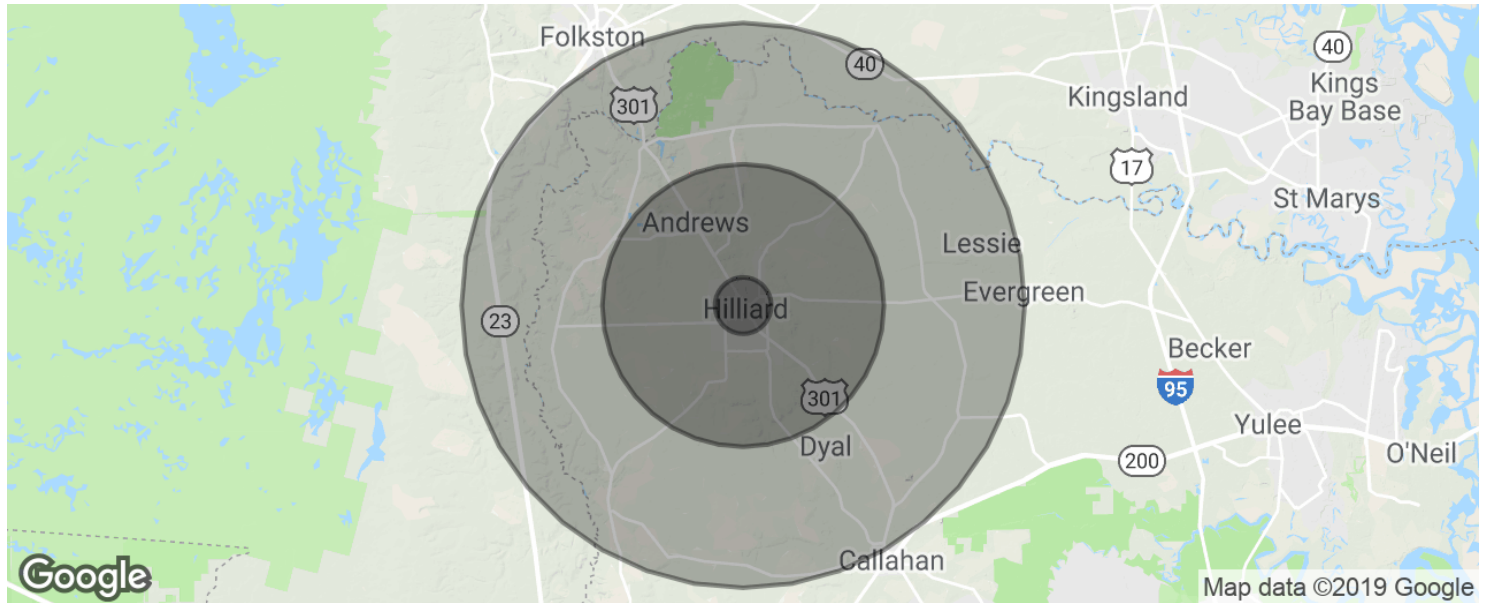 Folkston
40
40
Kings
Bay Base
Kingsland
301
17
St Marys
Andrews
Lessie
Evergreen
Hilliard
23
Becker
95
301
Yulee
Dyal
O'Neil
200
Callahan
Google
Map data ©2019 Google